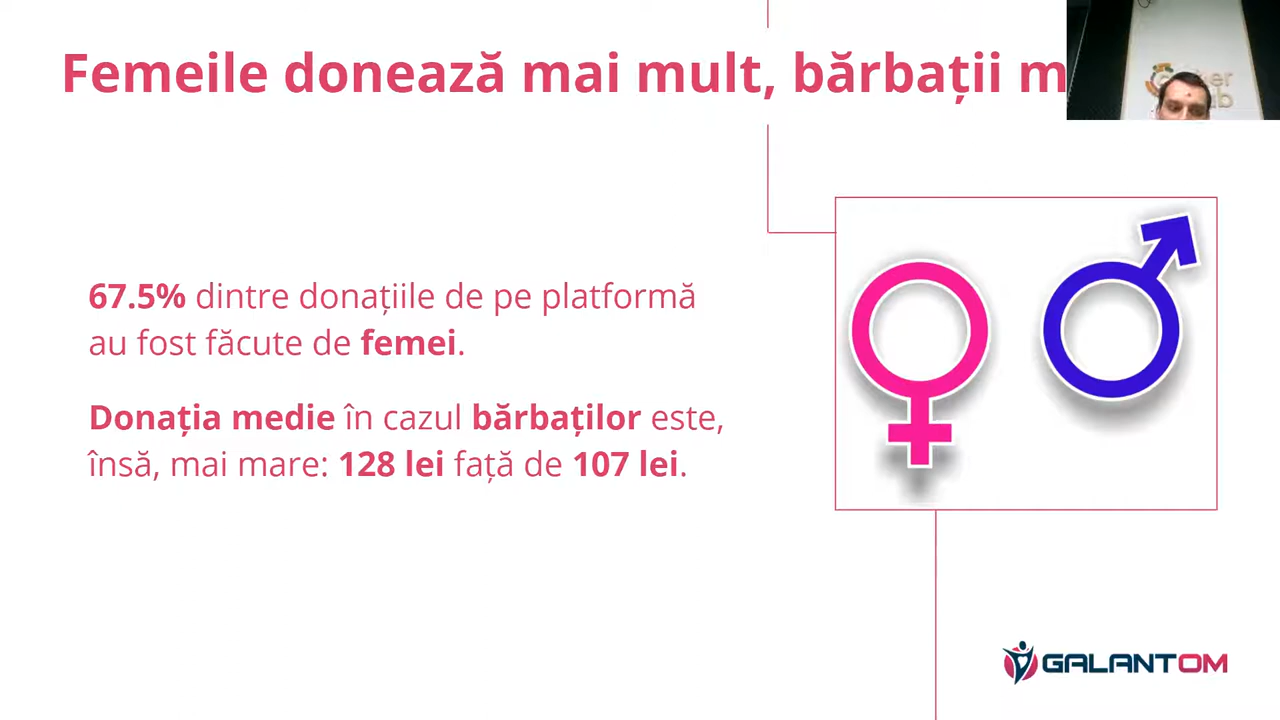 Femeile donează mai mult, bărbații m
67.5% dintre donațiile de pe platformă
au fost făcute de femei.
Donația medie în cazul bărbaților este,
însă, mai mare: 128 lei față de 107 lei.
GALANTOM